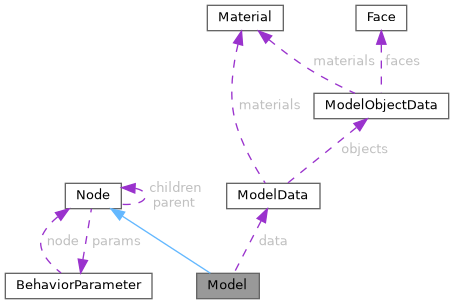 Material
Face
materials
faces
materials
ModelObjectData
objects
Node
children
parent
ModelData
node
params
data
BehaviorParameter
Model